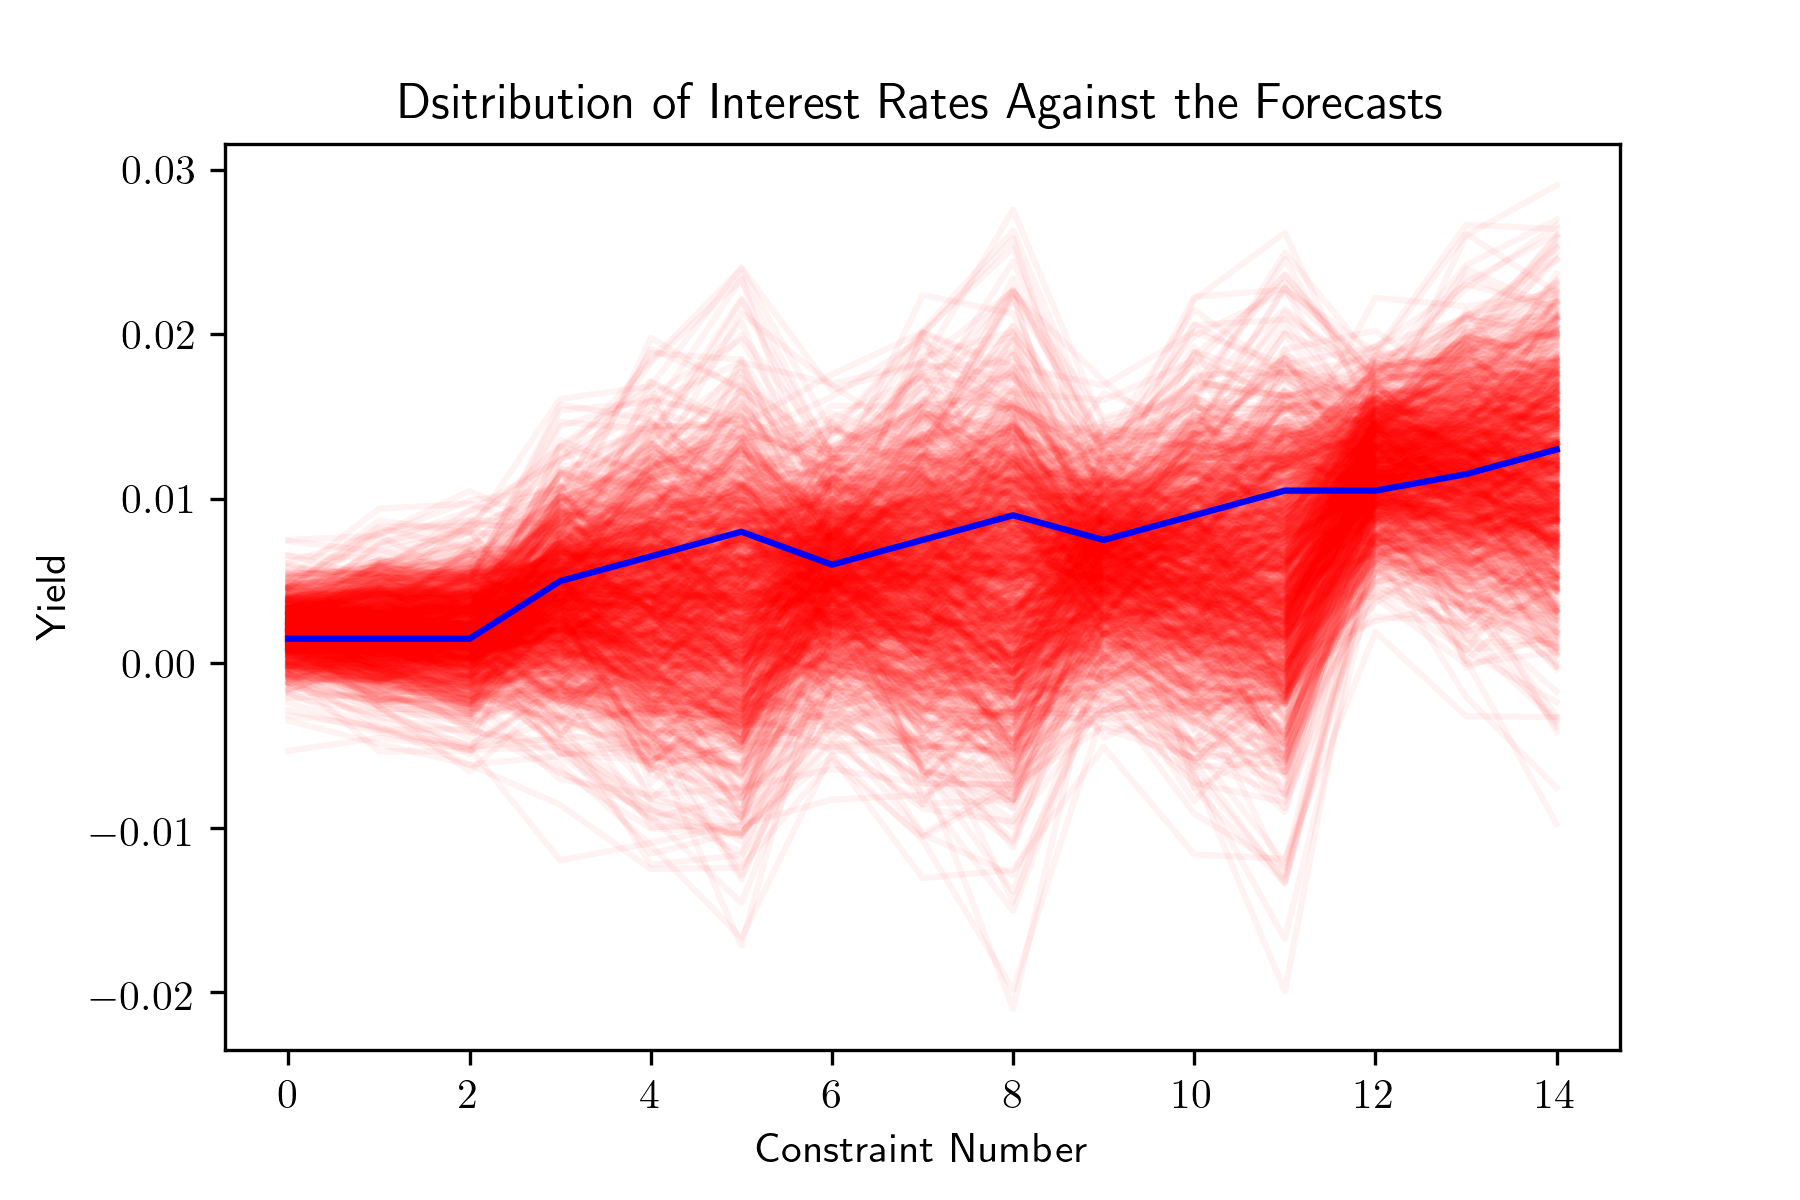 Dsitribution of Interest Rates Against the Forecasts
0.03
0.02
0.01
0.00
−0.01
−0.02
Yield
0 2 4 6 8 10 12 14
Constraint Number